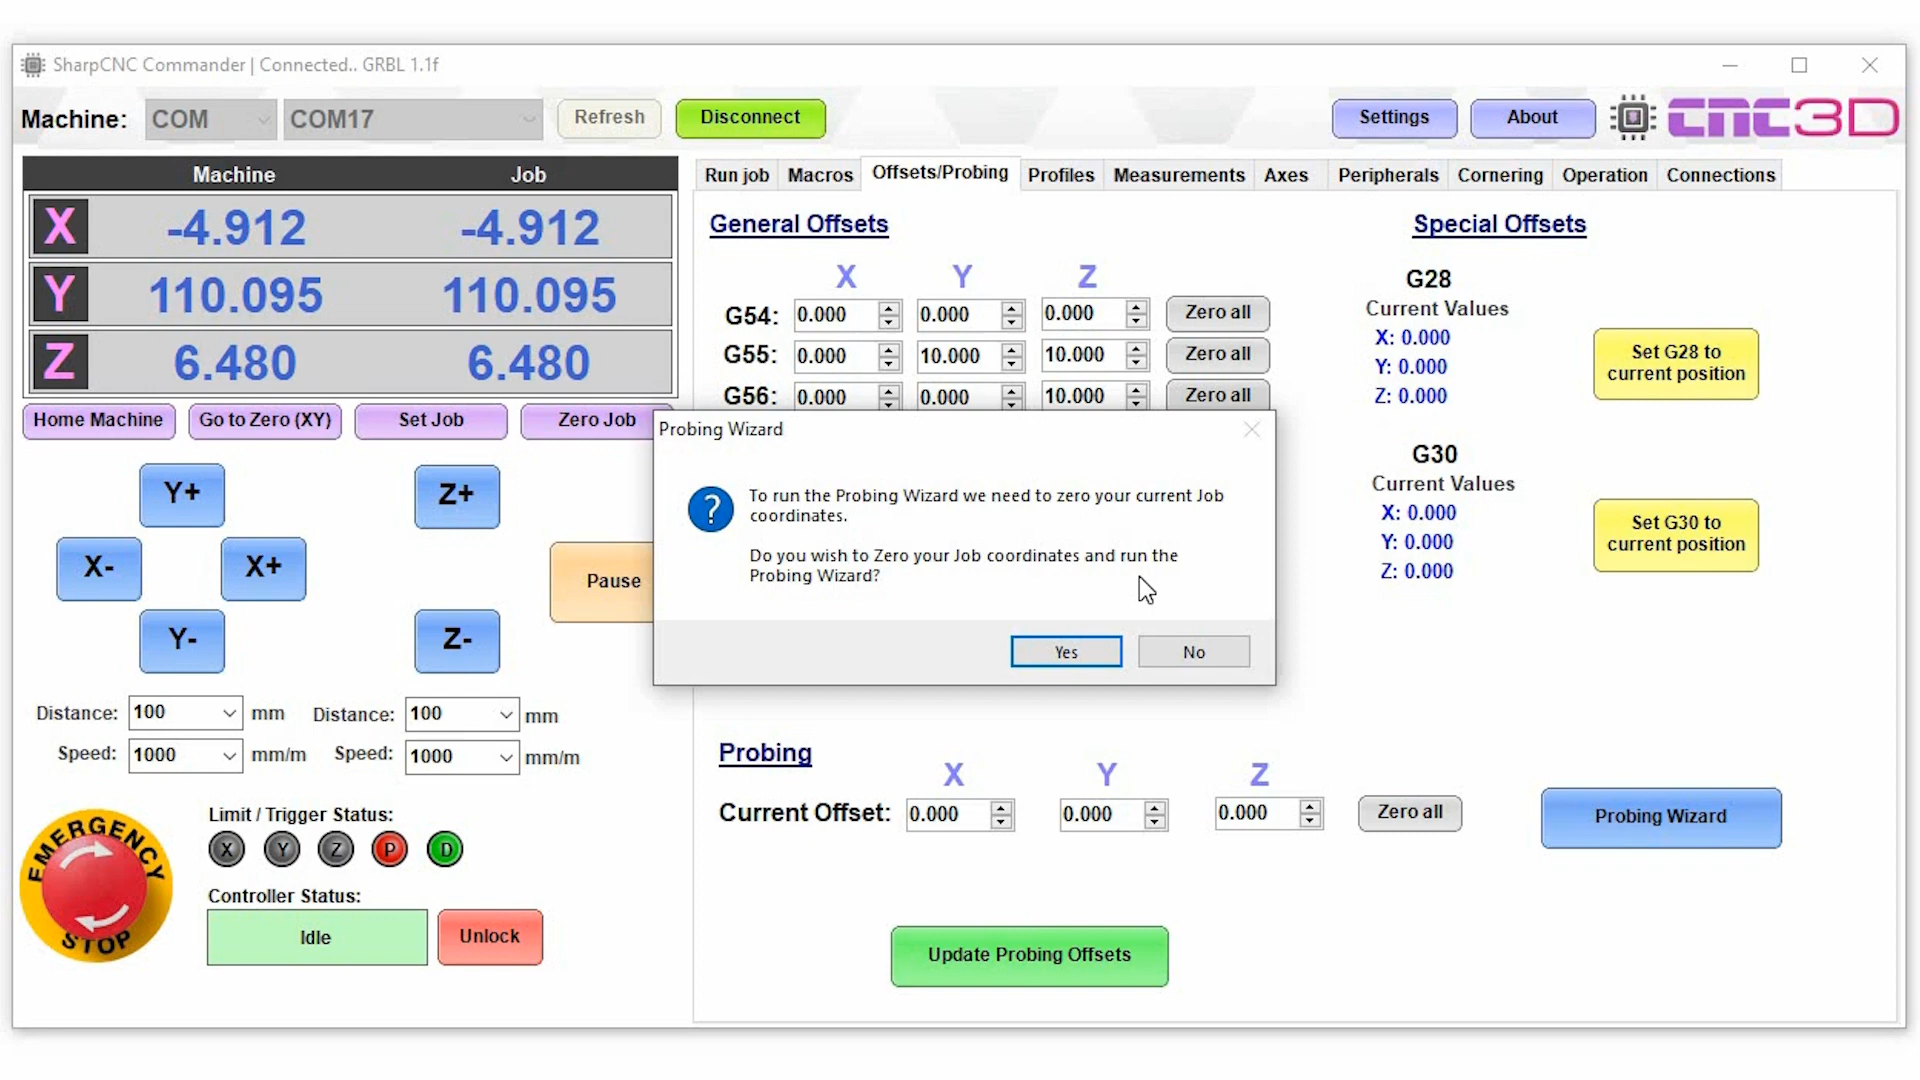 SharpCNC Commander | Connected.. GRBL 1.1f
Machine: COM COM17 Refresh Disconnect Settings About CNC3D
Machine Job
X -4.912 -4.912
Y 110.095 110.095
Z 6.480 6.480
Home Machine Go to Zero (XY) Set Job Zero Job
Y+
Z+
X-
X+
Pause
Y-
Z-
Distance: 100 mm Distance: 100 mm
Speed: 1000 mm/m Speed: 1000 mm/m
EMERGENCY
STOP
Limit / Trigger Status:
X Y Z P D
Controller Status:
Idle
Unlock
Run job Macros Offsets/Probing Profiles Measurements Axes Peripherals Cornering Operation Connections
General Offsets
X Y Z
G54: 0.000 0.000 0.000 Zero all
G55: 0.000 10.000 10.000 Zero all
G56: 0.000 0.000 10.000 Zero all
Special Offsets
G28
Current Values
X: 0.000
Y: 0.000
Z: 0.000
Set G28 to
current position
G30
Current Values
X: 0.000
Y: 0.000
Z: 0.000
Set G30 to
current position
Probing Wizard
?
To run the Probing Wizard we need to zero your current Job
coordinates.
Do you wish to Zero your Job coordinates and run the
Probing Wizard?
Yes No
Probing
X Y Z
Current Offset: 0.000 0.000 0.000 Zero all
Probing Wizard
Update Probing Offsets